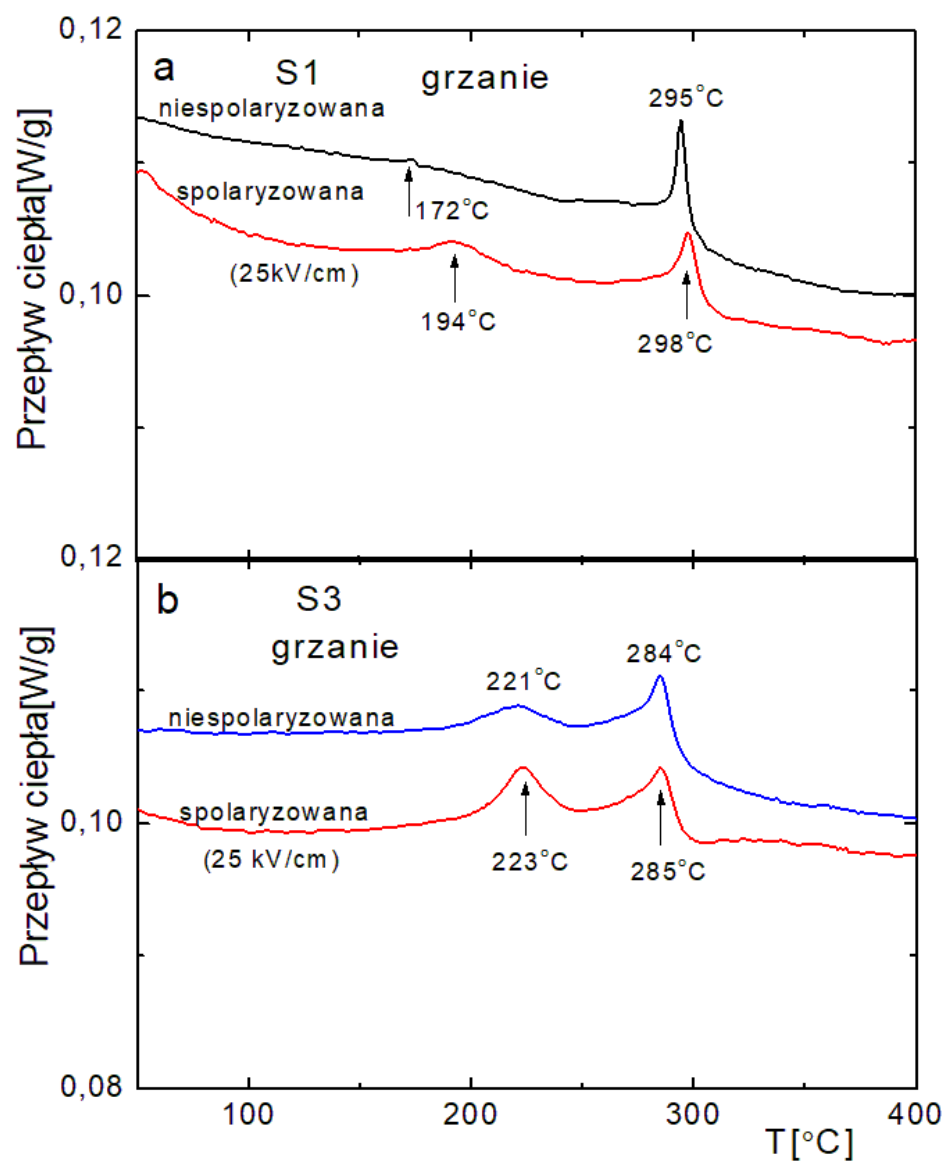 0,12
a
S1
grzanie
niespolaryzowana
295°C
spolaryzowana
172°C
(25kV/cm)
0,10
194°C
298°C
Przepływ ciepła[W/g]
0,12
b
S3
grzanie
221°C
284°C
niespolaryzowana
spolaryzowana
0,10
(25 kV/cm)
223°C
285°C
Przepływ ciepła[W/g]
0,08
100
200
300
400
T[°C]